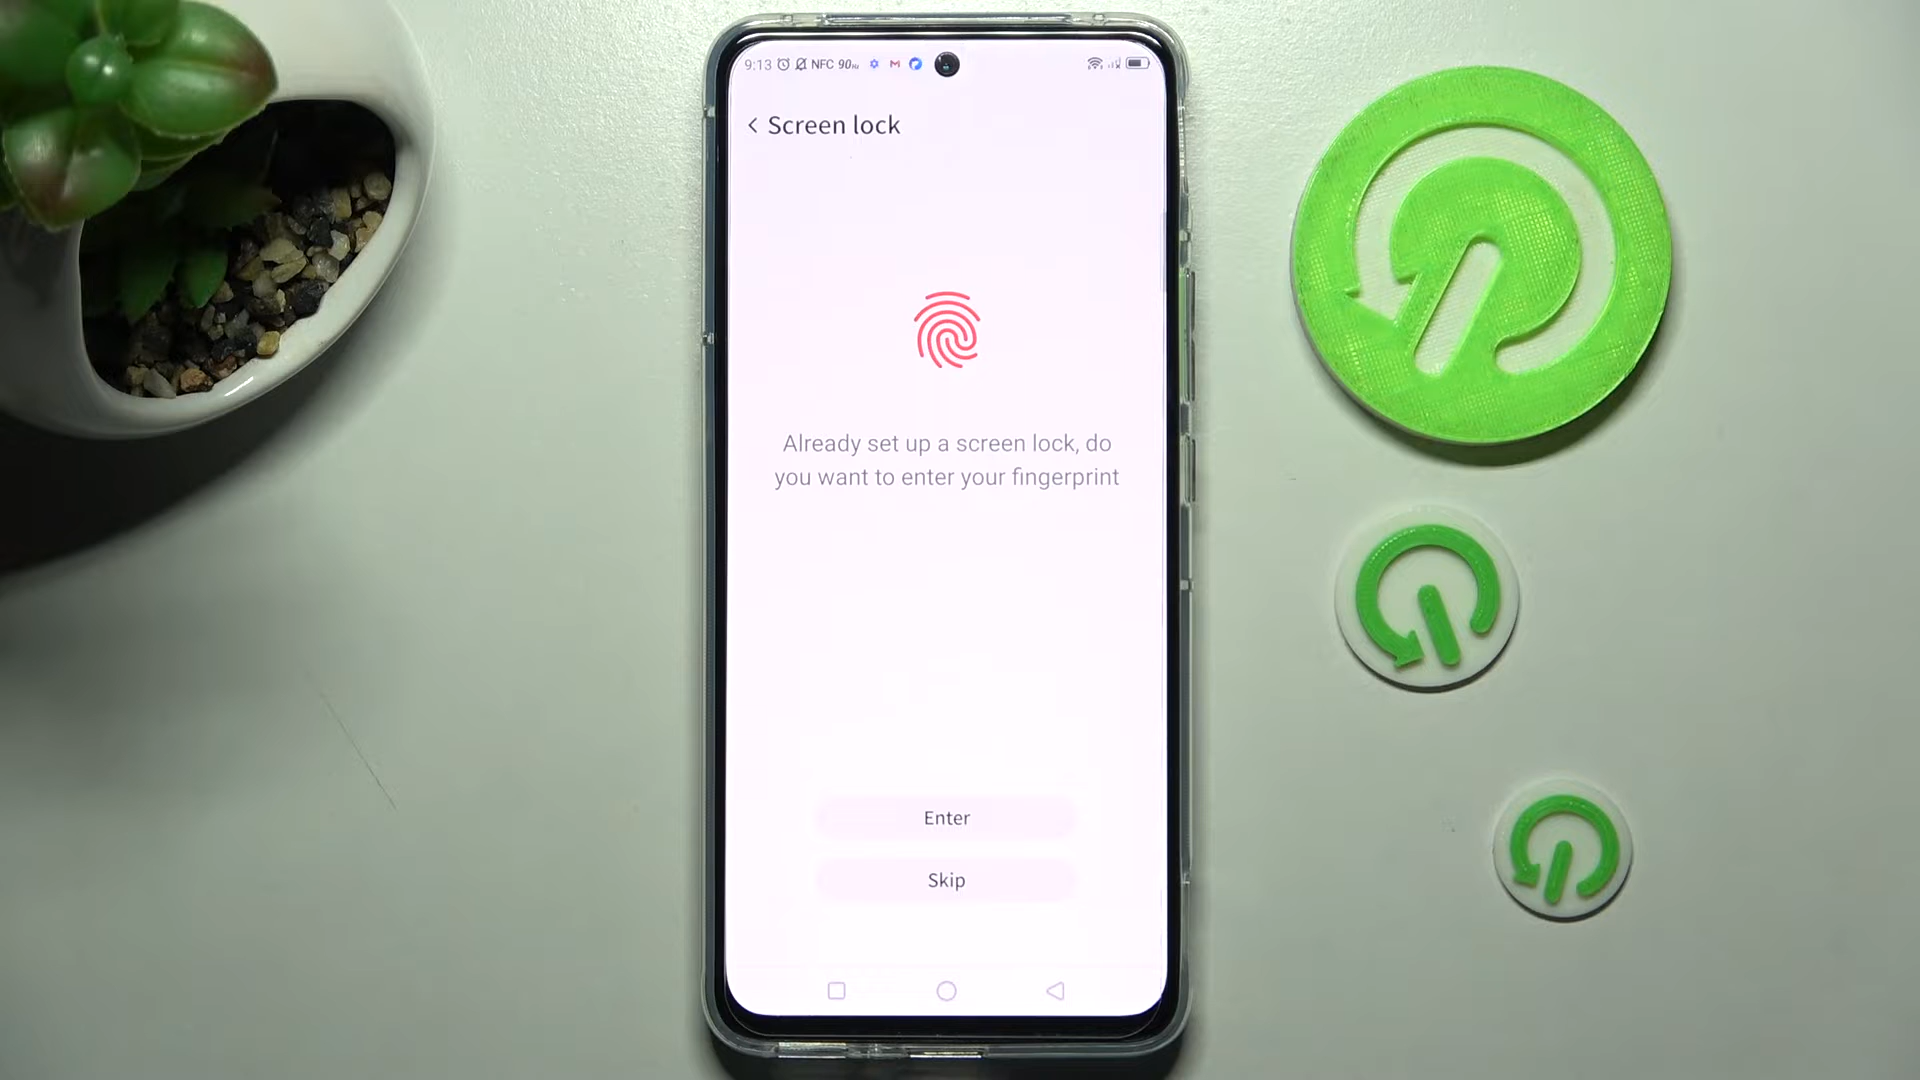 9:13 NFC 90Hz
Screen lock
Already set up a screen lock, do
you want to enter your fingerprint
Enter
Skip